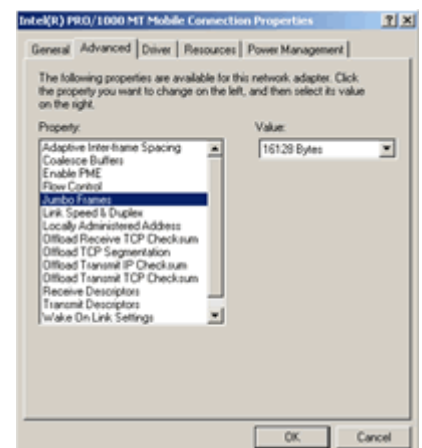 Intel(R) PRO/1000 MT Mobile Connection Properties
General Advanced Driver Resources Power Management
The following properties are available for this network adapter. Click
the property you want to change on the left, and then select its value
on the right.
Property: Value:
Adaptive Inter-frame Spacing 16128 Bytes
Coalesce Buffers
Enable PME
Flow Control
Jumbo Frames
Link Speed & Duplex
Locally Administered Address
Offload Receive TCP Checksum
Offload TCP Segmentation
Offload Transmit IP Checksum
Offload Transmit TCP Checksum
Receive Descriptors
Transmit Descriptors
Wake On Link Settings
OK Cancel